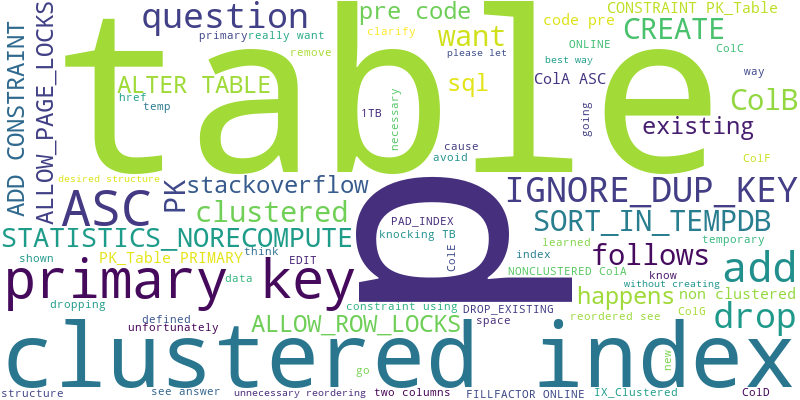 table
p
clustered index
primary key
question
pre code
code pre
CONSTRAINT PK_Table
primary
really want
want
CREATE
clarify
please let
ONLINE
ColC
remove
best way
way
ALTER TABLE
sql
ColA ASC
ColB
href
temp
1TB
necessary
going
existing
cause
avoid
ColF
ADD CONSTRAINT
ALLOW_PAGE_LOCKS
desired structure
ASC
PK
stackoverflow
clustered
IGNORE_DUP_KEY
SORT_IN_TEMPDB
PAD_INDEX
knocking TB
ColE
STATISTICS_NORECOMPUTE
learned
temporary
follows
add
index
shown
PK_Table PRIMARY
think
EDIT
data
NONCLUSTERED ColA
know
without creating
happens
non clustered
dropping
constraint using
DROP_EXISTING
space
reordered see
ColG
drop
defined
unfortunately
ALLOW_ROW_LOCKS
go
new
structure
see answer
unnecessary reordering
two columns
FILLFACTOR ONLINE
IX_Clustered
ColD